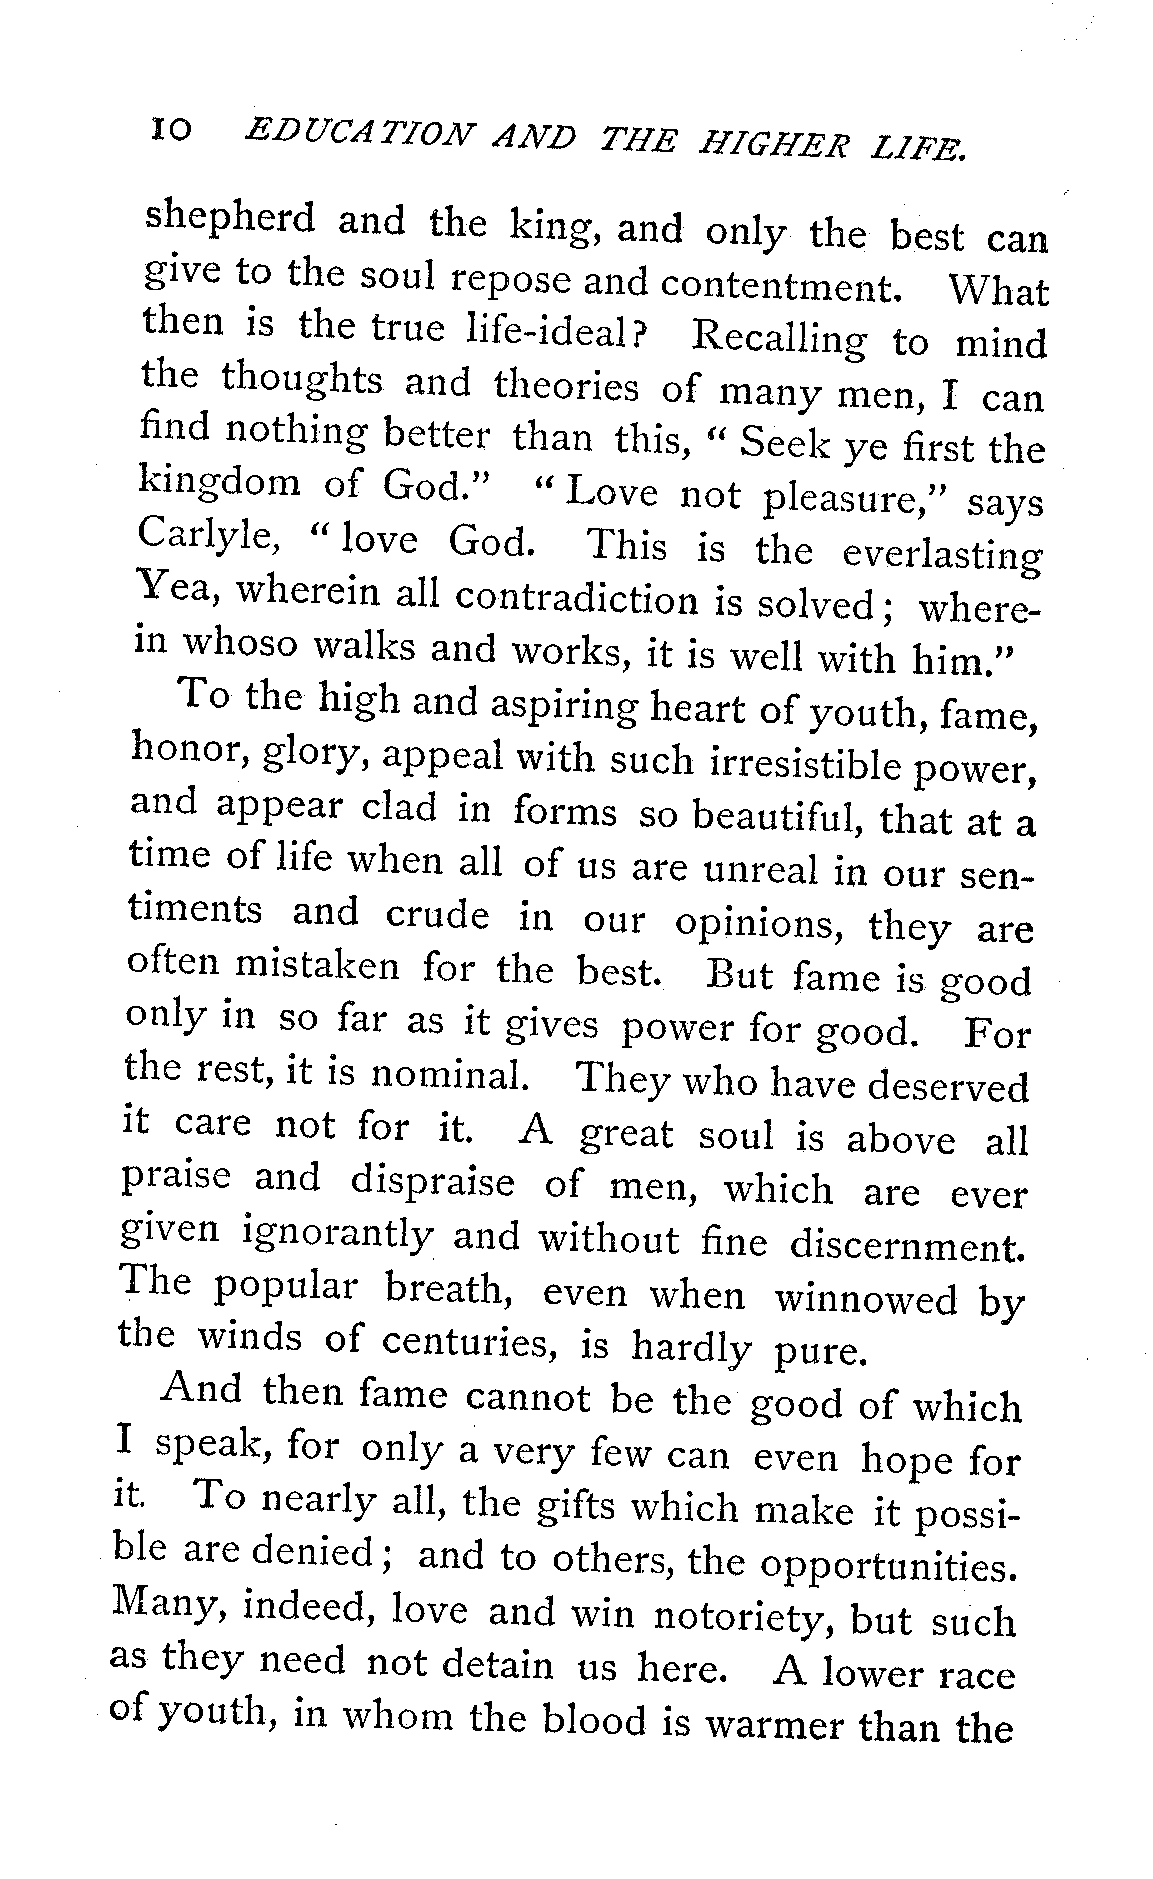 10 EDUCATION AND THE HIGHER LIFE.
shepherd and the king, and only the best can
give to the soul repose and contentment. What
then is the true life-ideal? Recalling to mind
the thoughts and theories of many men, I can
find nothing better than this, “ Seek ye first the
kingdom of God.” “ Love not pleasure,” says
Carlyle, “ love God. This is the everlasting
Yea, wherein all contradiction is solved; where-
in whoso walks and works, it is well with him.”
To the high and aspiring heart of youth, fame,
honor, glory, appeal with such irresistible power,
and appear clad in forms so beautiful, that at a
time of life when all of us are unreal in our sen-
timents and crude in our opinions, they are
often mistaken for the best. But fame is good
only in so far as it gives power for good. For
the rest, it is nominal. They who have deserved
it care not for it. A great soul is above all
praise and dispraise of men, which are ever
given ignorantly and without fine discernment.
The popular breath, even when winnowed by
the winds of centuries, is hardly pure.
And then fame cannot be the good of which
I speak, for only a very few can even hope for
it. To nearly all, the gifts which make it possi-
ble are denied; and to others, the opportunities.
Many, indeed, love and win notoriety, but such
as they need not detain us here. A lower race
of youth, in whom the blood is warmer than the